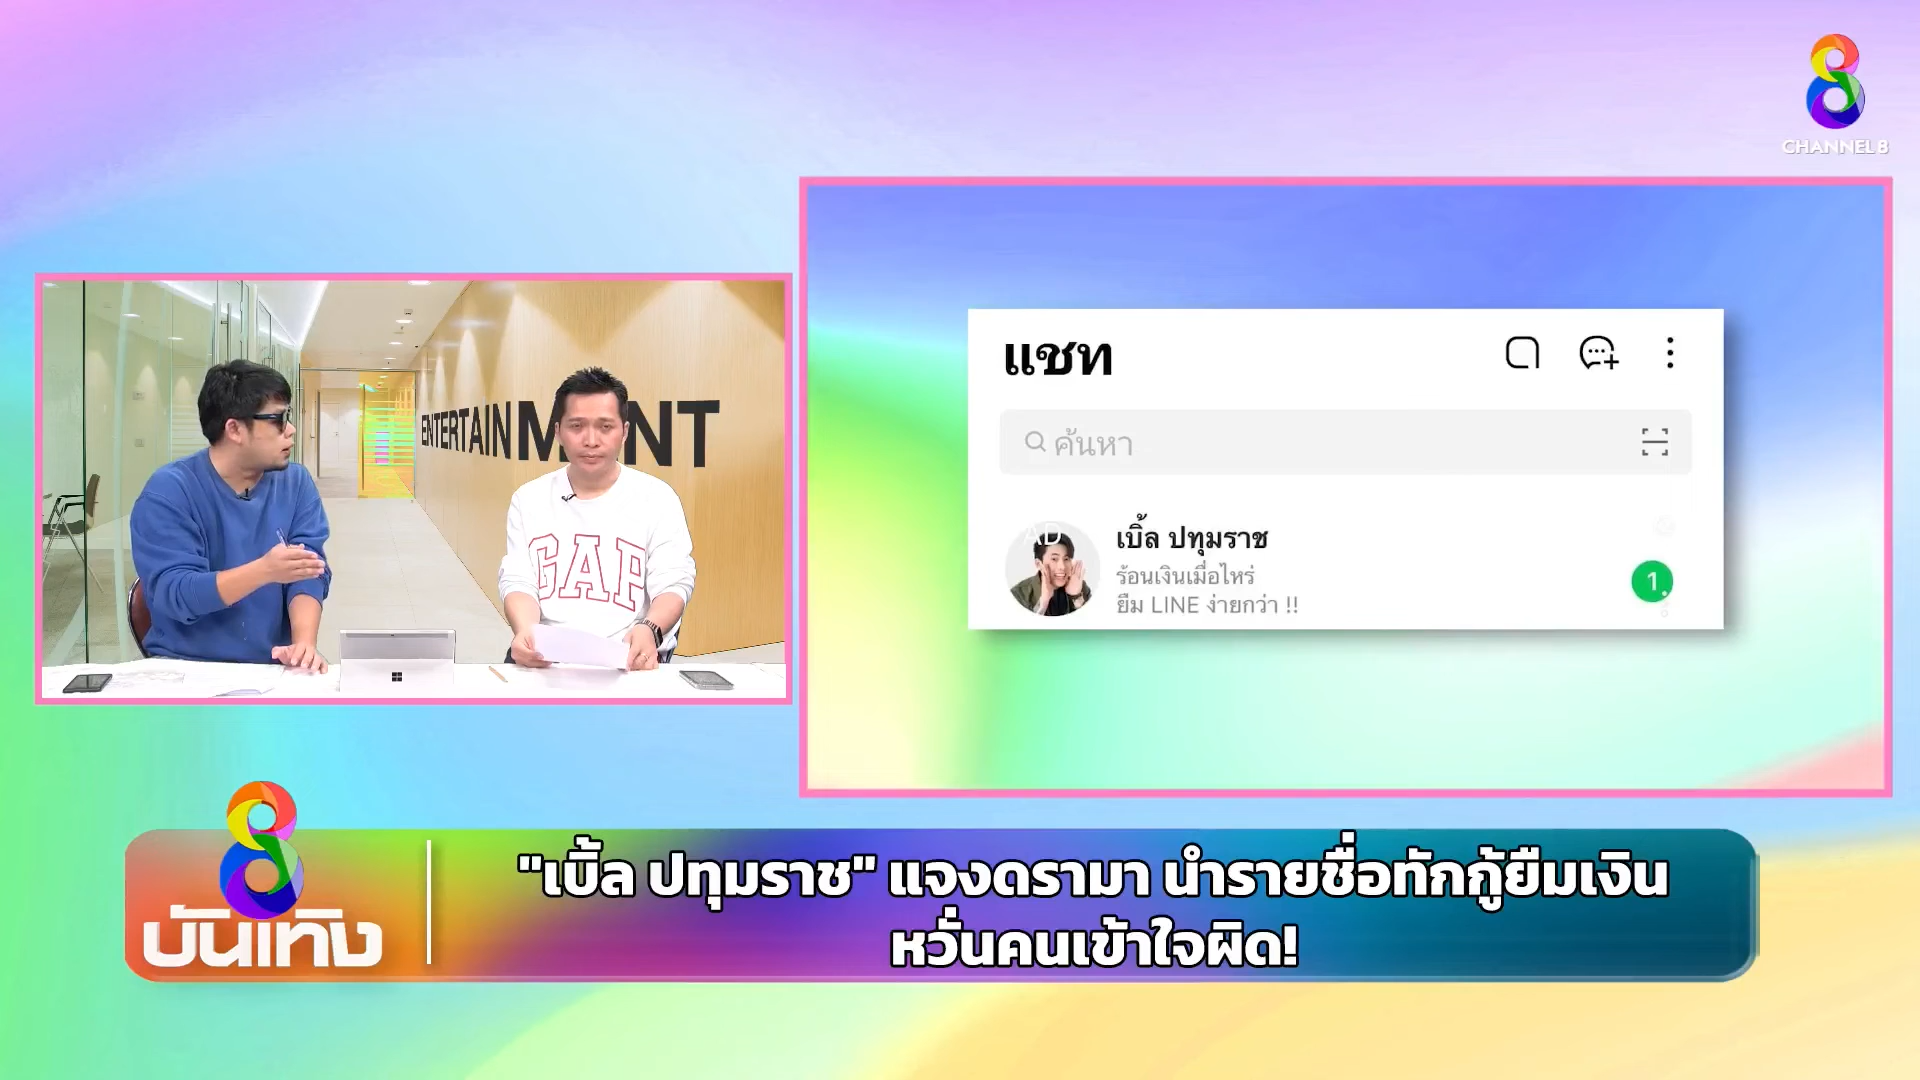 CHANNEL 8
ENTERTAINMENT
GAP
แชท
ค้นหา
AD
เบิ้ล ปทุมราช
ร้อนเงินเมื่อไหร่
ยืม LINE ง่ายกว่า !!
1
บันเทิง
"เบิ้ล ปทุมราช" แจงดรามา นำรายชื่อทักกู้ยืมเงิน
หวั่นคนเข้าใจผิด!